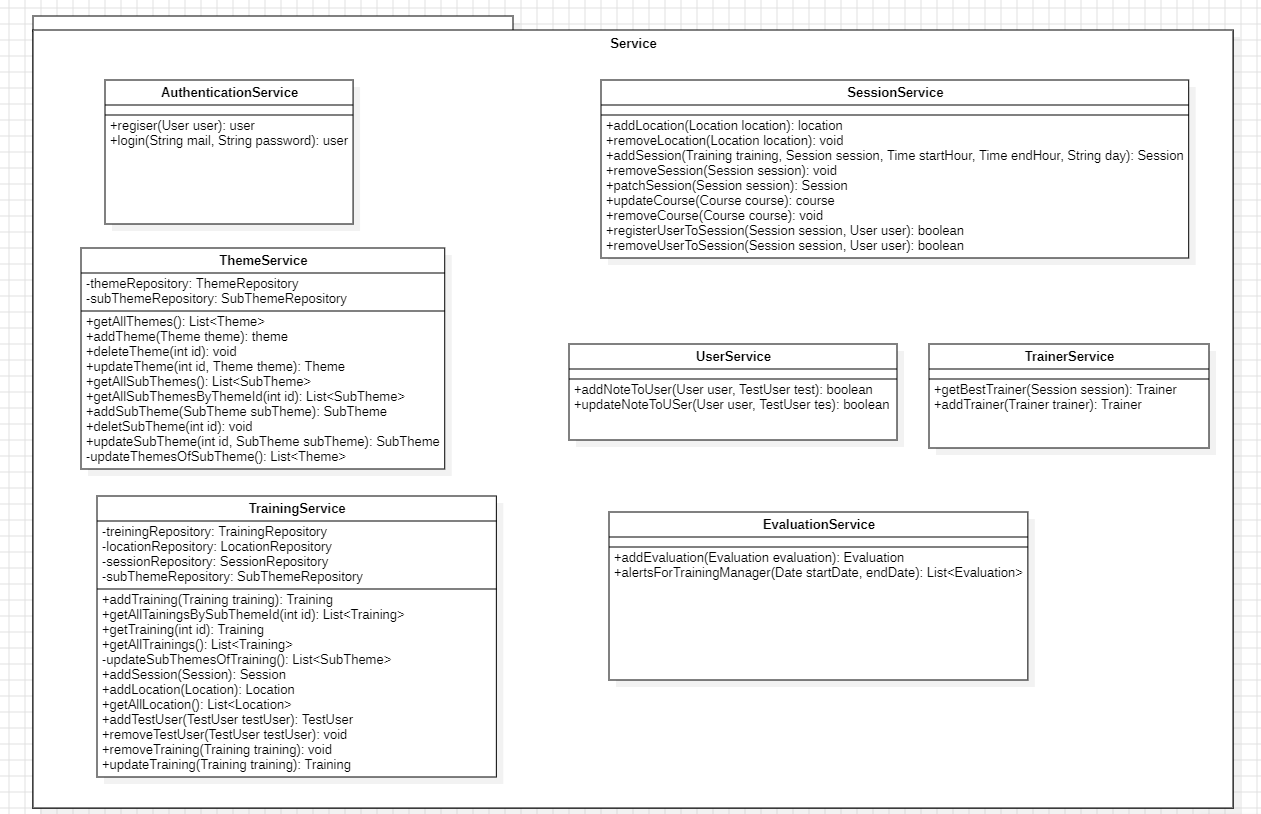 Service
AuthenticationService
+regiser(User user): user
+login(String mail, String password): user
SessionService
+addLocation(Location location): location
+removeLocation(Location location): void
+addSession(Training training, Session session, Time startHour, Time endHour, String day): Session
+removeSession(Session session): void
+patchSession(Session session): Session
+updateCourse(Course course): course
+removeCourse(Course course): void
+registerUserToSession(Session session, User user): boolean
+removeUserToSession(Session session, User user): boolean
ThemeService
-themeRepository: ThemeRepository
-subThemeRepository: SubThemeRepository
+getAllThemes(): List<Theme>
+addTheme(Theme theme): theme
+deleteTheme(int id): void
+updateTheme(int id, Theme theme): Theme
+getAllSubThemes(): List<SubTheme>
+getAllSubThemesByThemeId(int id): List<SubTheme>
+addSubTheme(SubTheme subTheme): SubTheme
+deletSubTheme(int id): void
+updateSubTheme(int id, SubTheme subTheme): SubTheme
-updateThemesOfSubTheme(): List<Theme>
UserService
+addNoteToUser(User user, TestUser test): boolean
+updateNoteToUSer(User user, TestUser tes): boolean
TrainerService
+getBestTrainer(Session session): Trainer
+addTrainer(Trainer trainer): Trainer
TrainingService
-treiningRepository: TrainingRepository
-locationRepository: LocationRepository
-sessionRepository: SessionRepository
-subThemeRepository: SubThemeRepository
+addTraining(Training training): Training
+getAllTainingsBySubThemeId(int id): List<Training>
+getTraining(int id): Training
+getAllTrainings(): List<Training>
-updateSubThemesOfTraining(): List<SubTheme>
+addSession(Session): Session
+addLocation(Location): Location
+getAllLocation(): List<Location>
+addTestUser(TestUser testUser): TestUser
+removeTestUser(TestUser testUser): void
+removeTraining(Training training): void
+updateTraining(Training training): Training
EvaluationService
+addEvaluation(Evaluation evaluation): Evaluation
+alertsForTrainingManager(Date startDate, endDate): List<Evaluation>